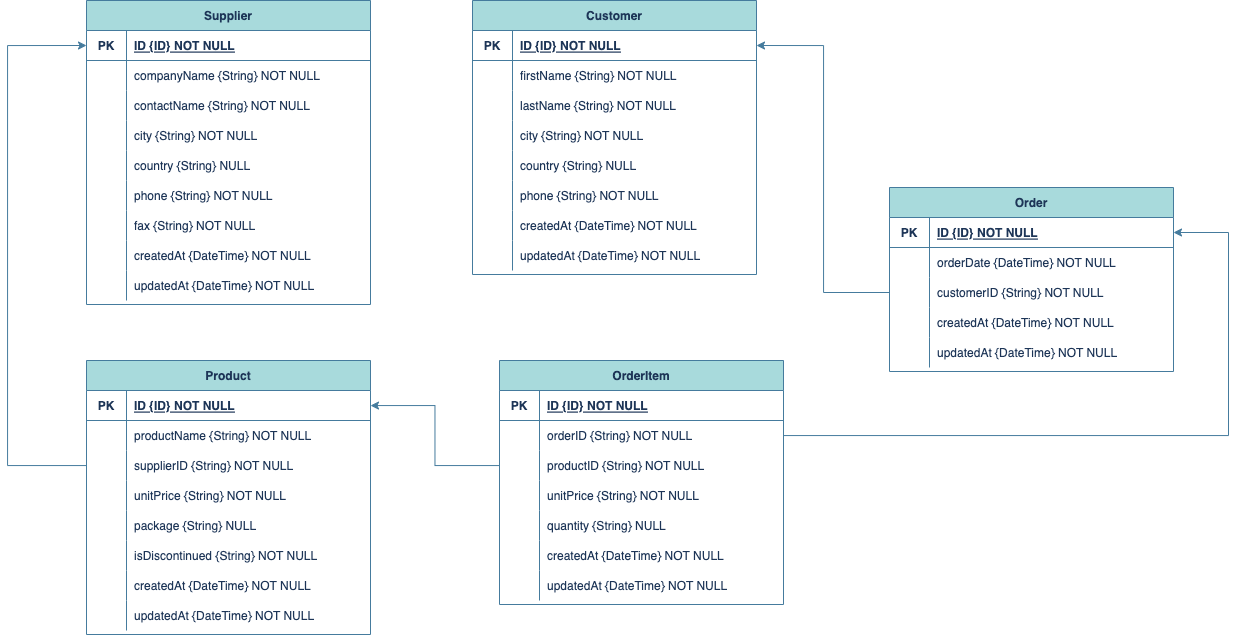 Supplier
PK ID {ID} NOT NULL
companyName {String} NOT NULL
contactName {String} NOT NULL
city {String} NOT NULL
country {String} NULL
phone {String} NOT NULL
fax {String} NOT NULL
createdAt {DateTime} NOT NULL
updatedAt {DateTime} NOT NULL
Customer
PK ID {ID} NOT NULL
firstName {String} NOT NULL
lastName {String} NOT NULL
city {String} NOT NULL
country {String} NULL
phone {String} NOT NULL
createdAt {DateTime} NOT NULL
updatedAt {DateTime} NOT NULL
Order
PK ID {ID} NOT NULL
orderDate {DateTime} NOT NULL
customerID {String} NOT NULL
createdAt {DateTime} NOT NULL
updatedAt {DateTime} NOT NULL
Product
PK ID {ID} NOT NULL
productName {String} NOT NULL
supplierID {String} NOT NULL
unitPrice {String} NOT NULL
package {String} NULL
isDiscontinued {String} NOT NULL
createdAt {DateTime} NOT NULL
updatedAt {DateTime} NOT NULL
OrderItem
PK ID {ID} NOT NULL
orderID {String} NOT NULL
productID {String} NOT NULL
unitPrice {String} NOT NULL
quantity {String} NULL
createdAt {DateTime} NOT NULL
updatedAt {DateTime} NOT NULL